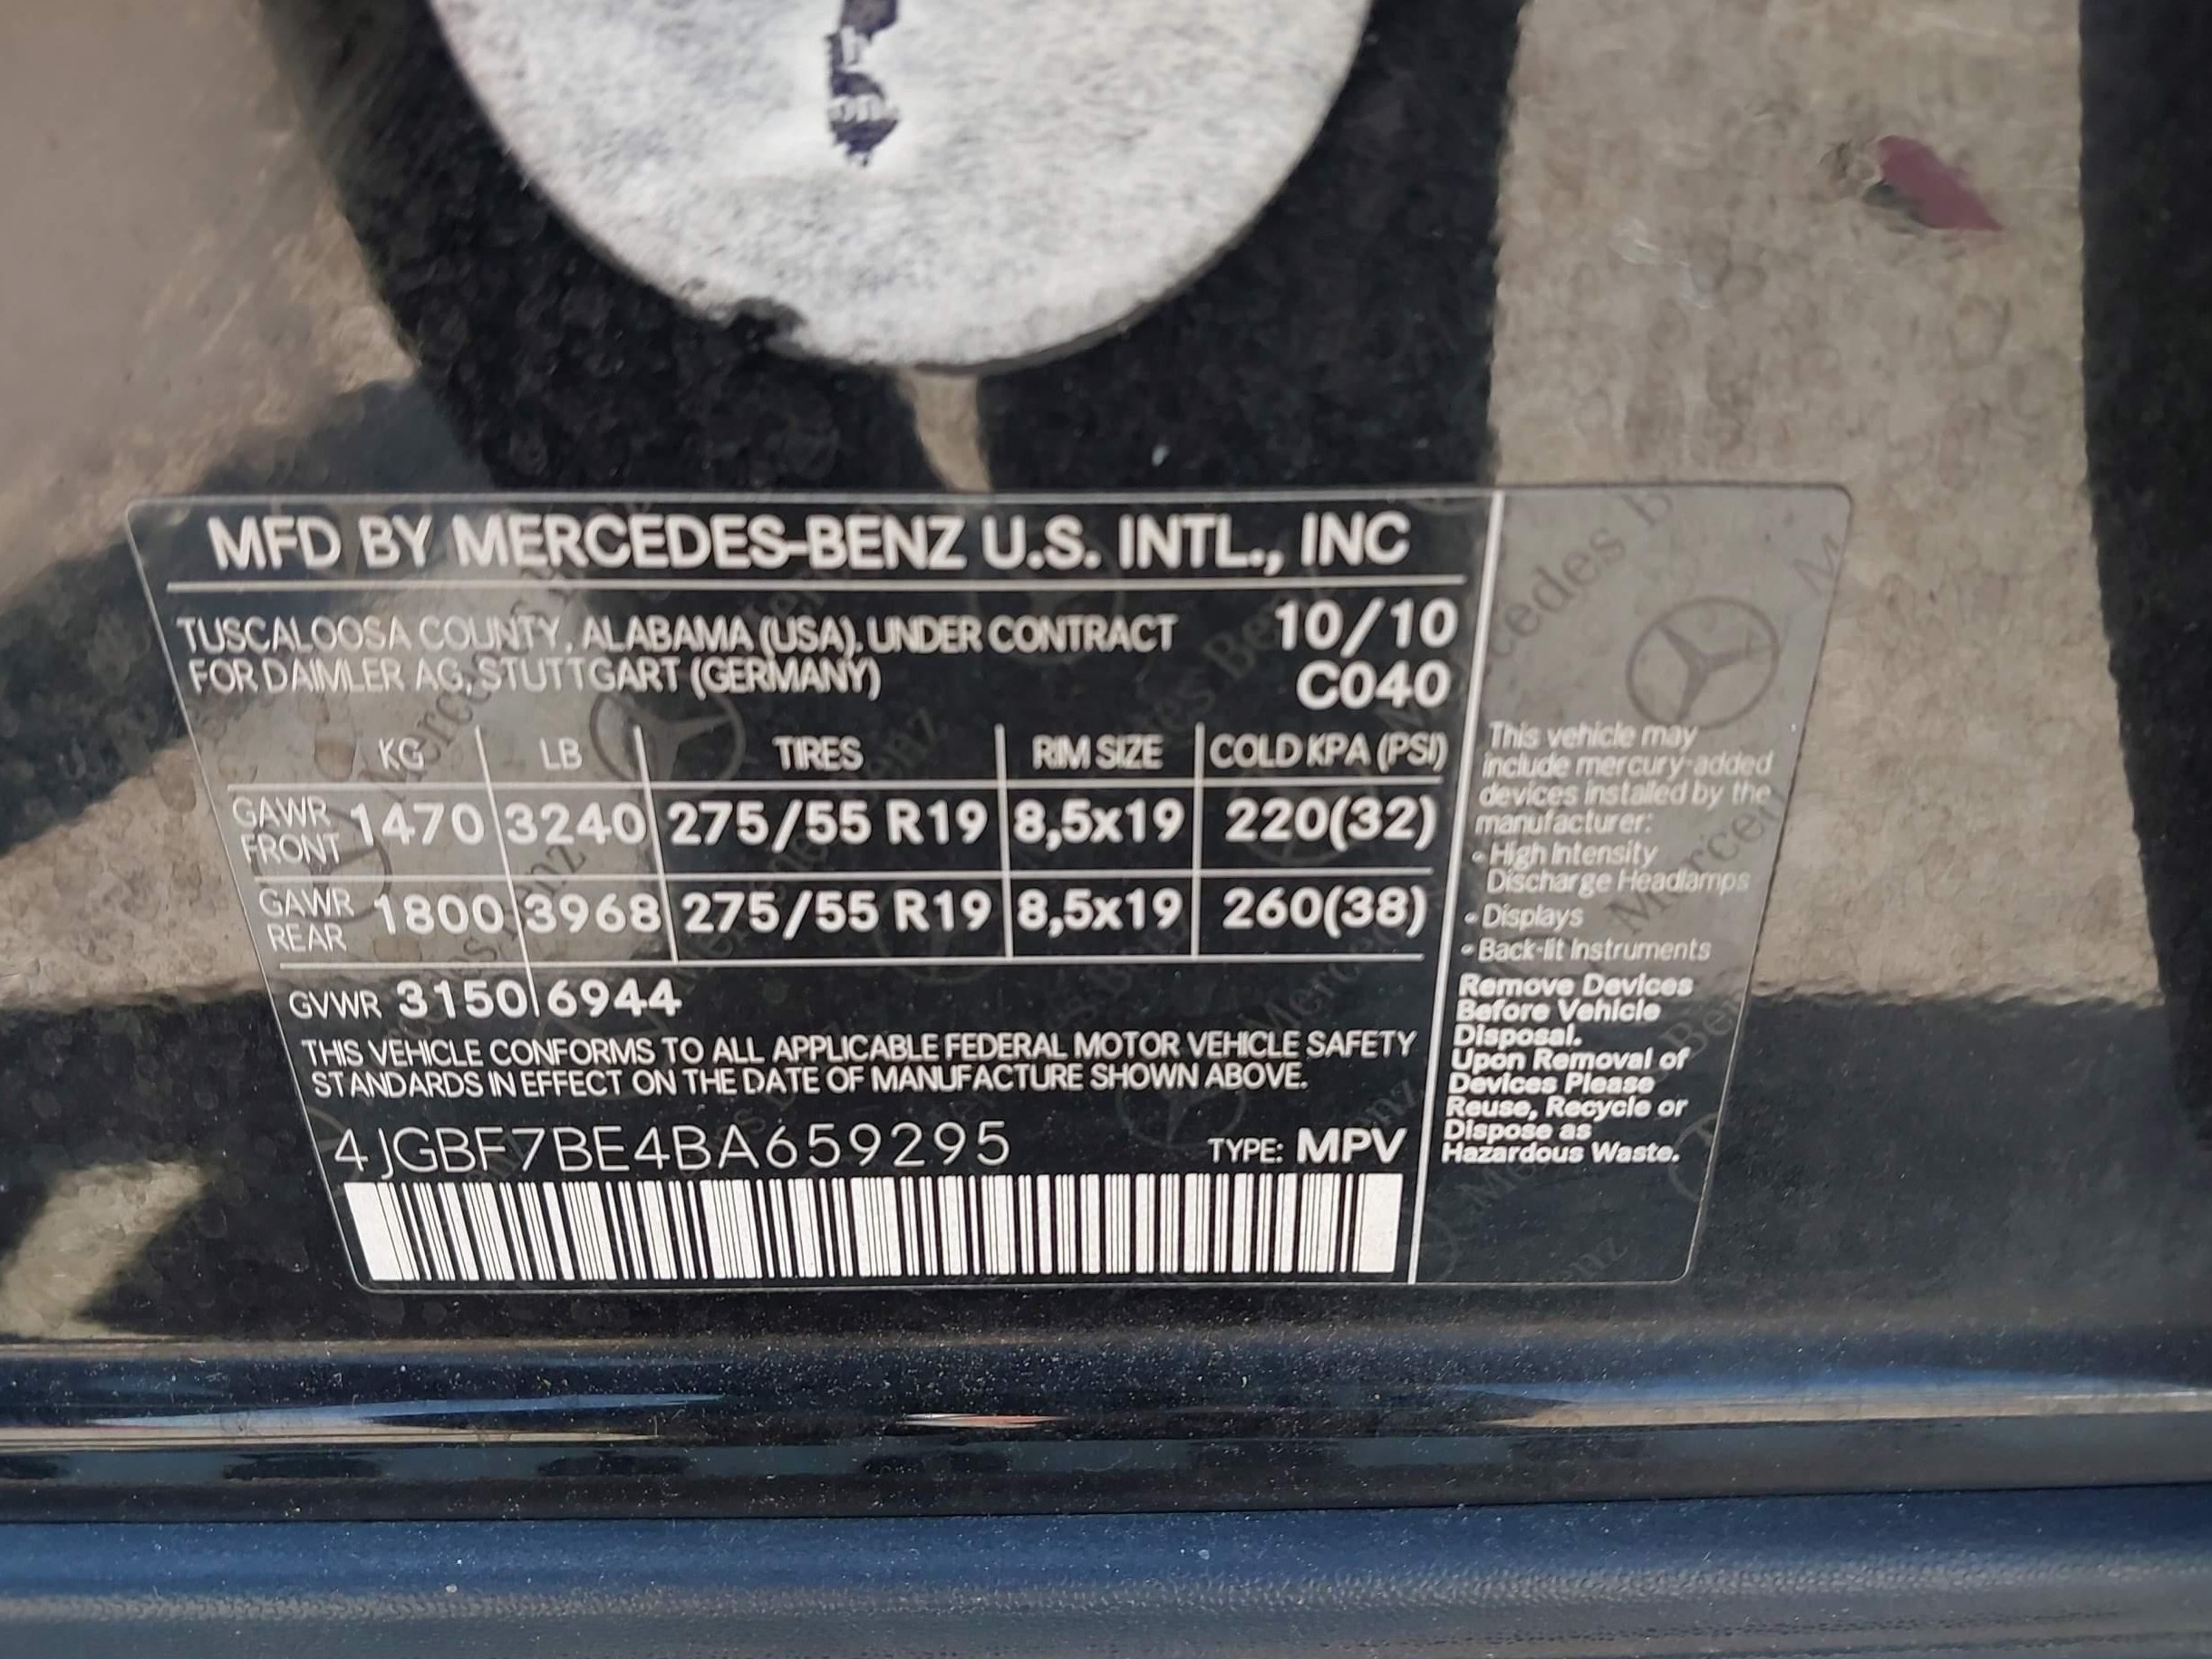 MFD BY MERCEDES-BENZ U.S. INTL., INC
TUSCALOOSA COUNTY, ALABAMA (USA), UNDER CONTRACT
FOR DAIMLER AG, STUTTGART (GERMANY)
10/10
C040
KG LB TIRES RIM SIZE COLD KPA (PSI)
GAWR FRONT 1470 3240 275/55 R19 8,5x19 220(32)
GAWR REAR 1800 3968 275/55 R19 8,5x19 260(38)
GVWR 3150 6944
THIS VEHICLE CONFORMS TO ALL APPLICABLE FEDERAL MOTOR VEHICLE SAFETY
STANDARDS IN EFFECT ON THE DATE OF MANUFACTURE SHOWN ABOVE.
4JGBF7BE4BA659295 TYPE: MPV
This vehicle may
include mercury-added
devices installed by the
manufacturer:
• High Intensity
Discharge Headlamps
• Displays
• Back-lit Instruments
Remove Devices
Before Vehicle
Disposal.
Upon Removal of
Devices Please
Reuse, Recycle or
Dispose as
Hazardous Waste.
Mercedes Benz